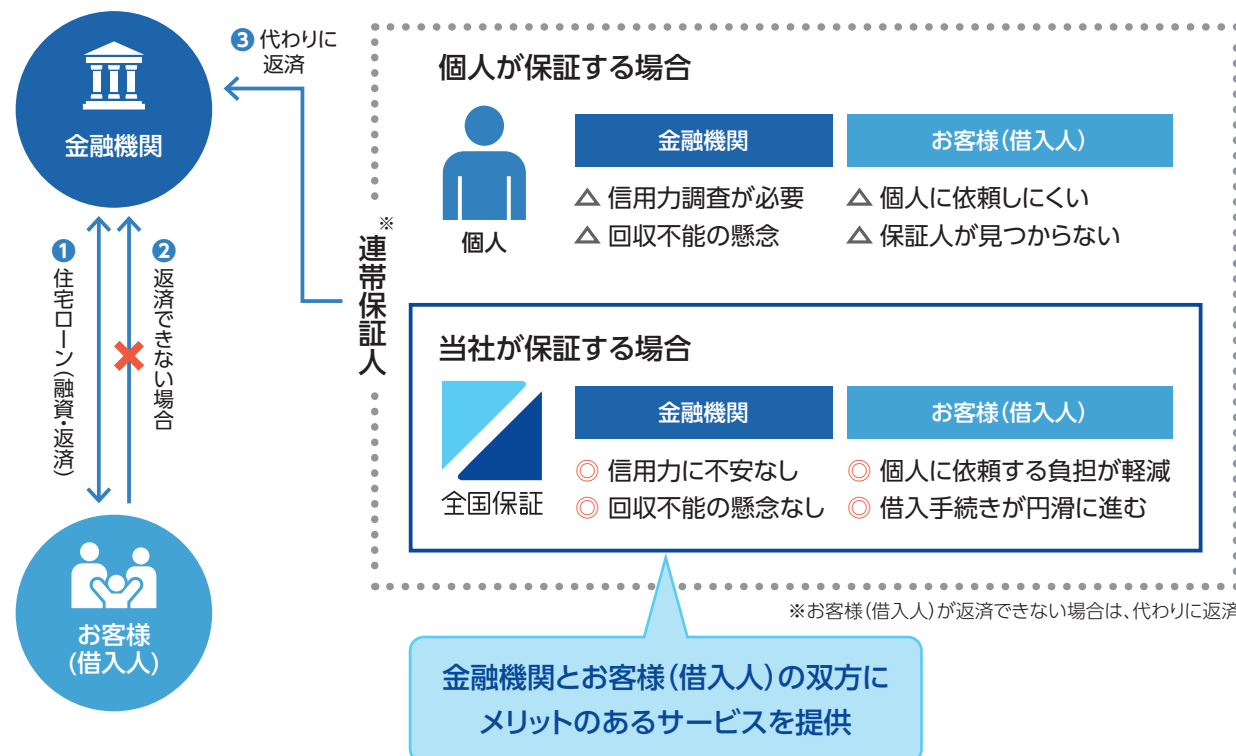 金融機関
❸代わりに
返済
❶住宅ローン(融資・返済)
❷返済できない場合
お客様
(借入人)
※連帯保証人
個人が保証する場合
個人
金融機関
お客様(借入人)
△ 信用力調査が必要
△ 個人に依頼しにくい
△ 回収不能の懸念
△ 保証人が見つからない
当社が保証する場合
全国保証
金融機関
お客様(借入人)
◎ 信用力に不安なし
◎ 個人に依頼する負担が軽減
◎ 回収不能の懸念なし
◎ 借入手続きが円滑に進む
※お客様(借入人)が返済できない場合は、代わりに返済
金融機関とお客様(借入人)の双方に
メリットのあるサービスを提供